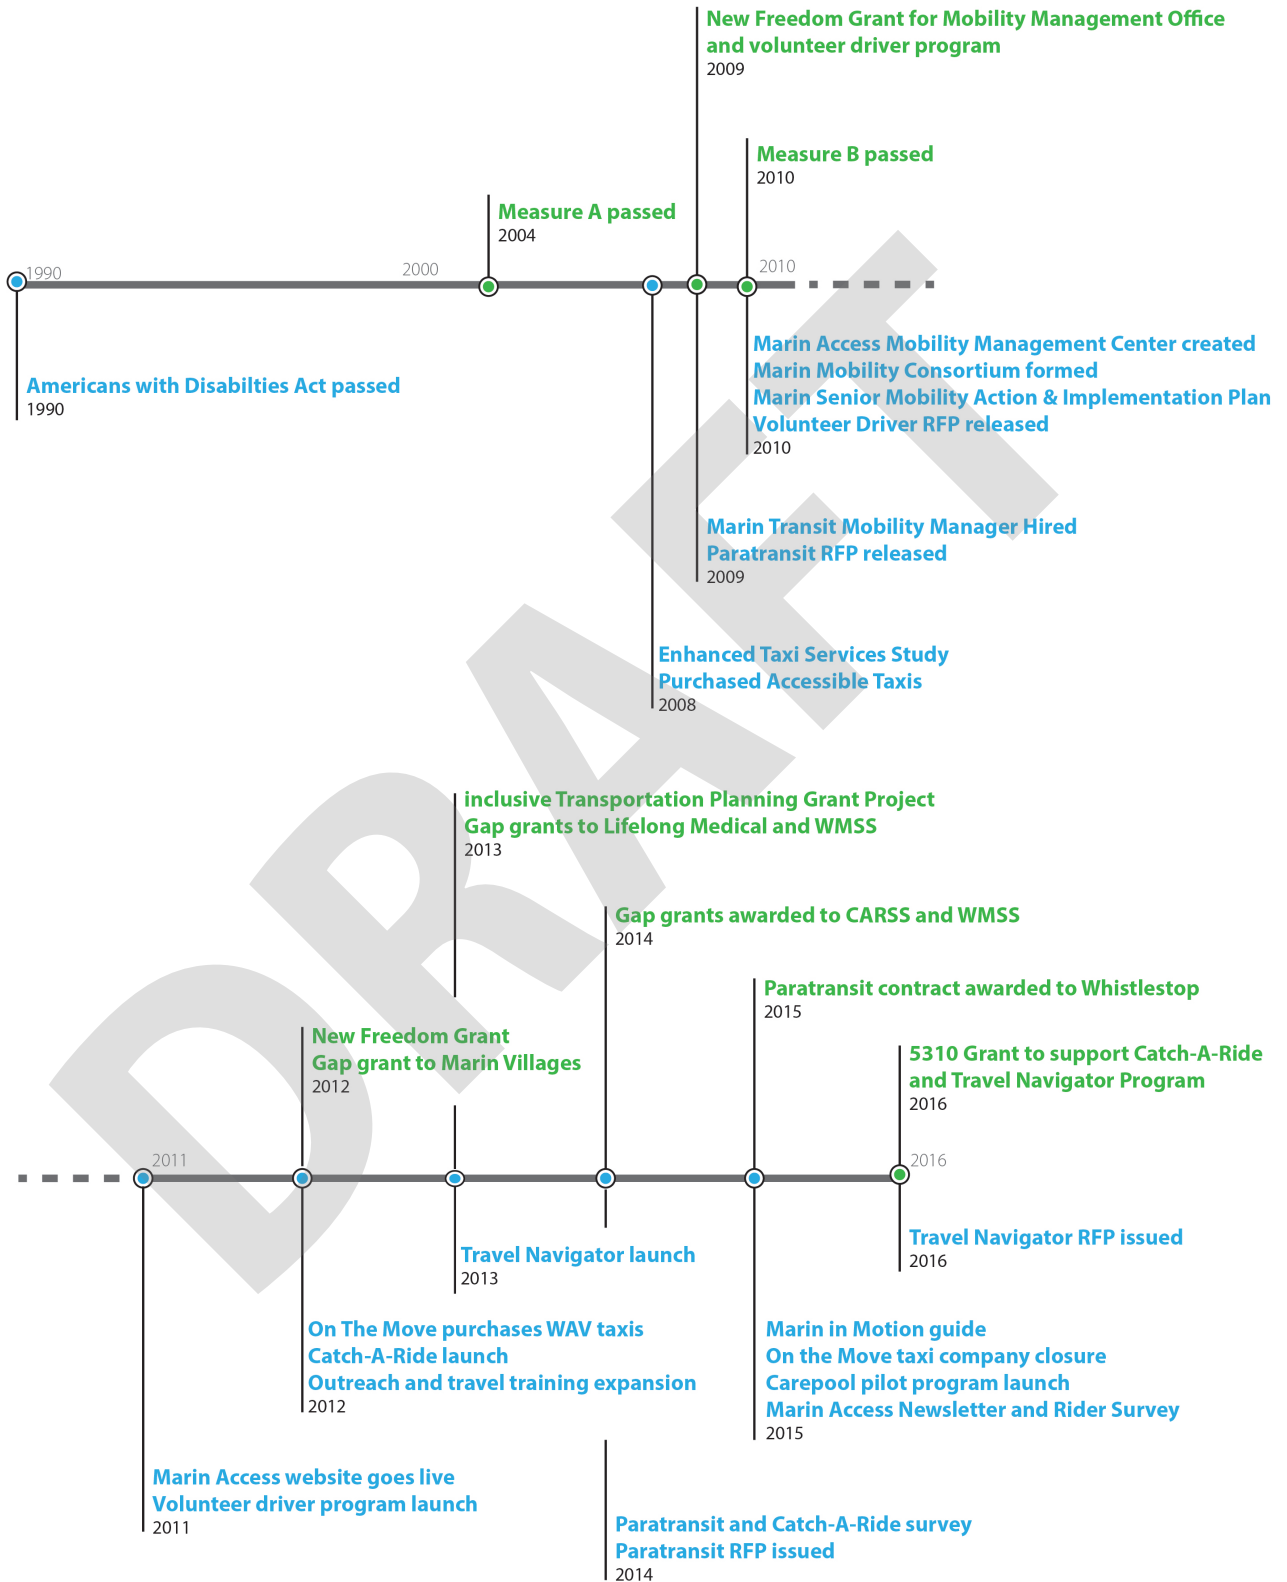 New Freedom Grant for Mobility Management Office
and volunteer driver program
2009
Measure B passed
2010
Measure A passed
2004
1990
2000
2010
Americans with Disabilties Act passed
1990
Marin Access Mobility Management Center created
Marin Mobility Consortium formed
Marin Senior Mobility Action & Implementation Plan
Volunteer Driver RFP released
2010
Marin Transit Mobility Manager Hired
Paratransit RFP released
2009
Enhanced Taxi Services Study
Purchased Accessible Taxis
2008
DRAFT
inclusive Transportation Planning Grant Project
Gap grants to Lifelong Medical and WMSS
2013
Gap grants awarded to CARSS and WMSS
2014
Paratransit contract awarded to Whistlestop
2015
New Freedom Grant
Gap grant to Marin Villages
2012
5310 Grant to support Catch-A-Ride
and Travel Navigator Program
2016
2011
2016
Travel Navigator launch
2013
Travel Navigator RFP issued
2016
On The Move purchases WAV taxis
Catch-A-Ride launch
Outreach and travel training expansion
2012
Marin in Motion guide
On the Move taxi company closure
Carepool pilot program launch
Marin Access Newsletter and Rider Survey
2015
Marin Access website goes live
Volunteer driver program launch
2011
Paratransit and Catch-A-Ride survey
Paratransit RFP issued
2014